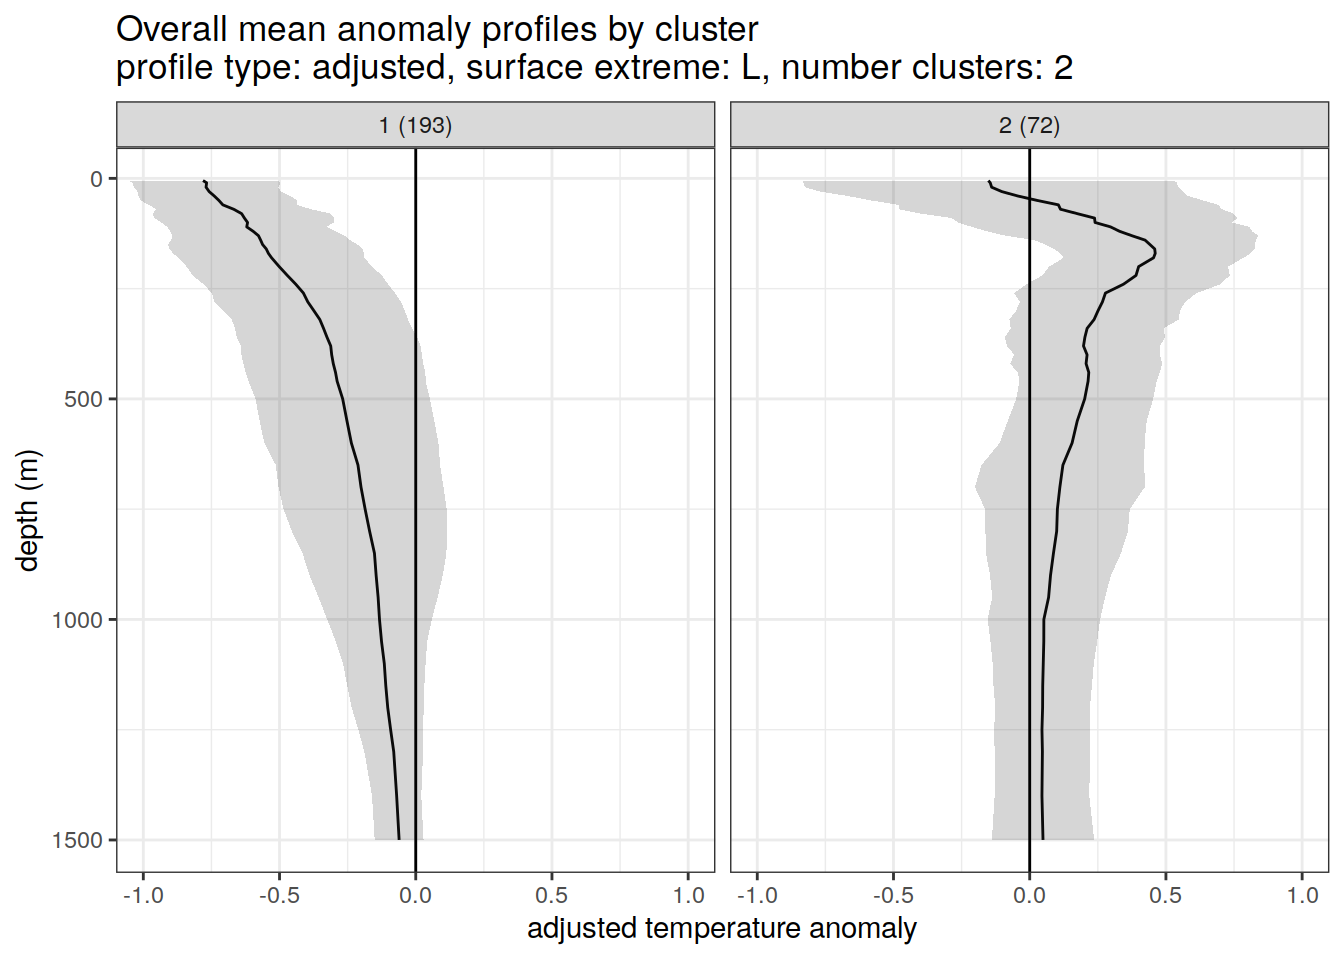 Overall mean anomaly profiles by cluster
profile type: adjusted, surface extreme: L, number clusters: 2
1 (193)
2 (72)
0
500
1000
1500
depth (m)
-1.0 -0.5 0.0 0.5 1.0
-1.0 -0.5 0.0 0.5 1.0
adjusted temperature anomaly